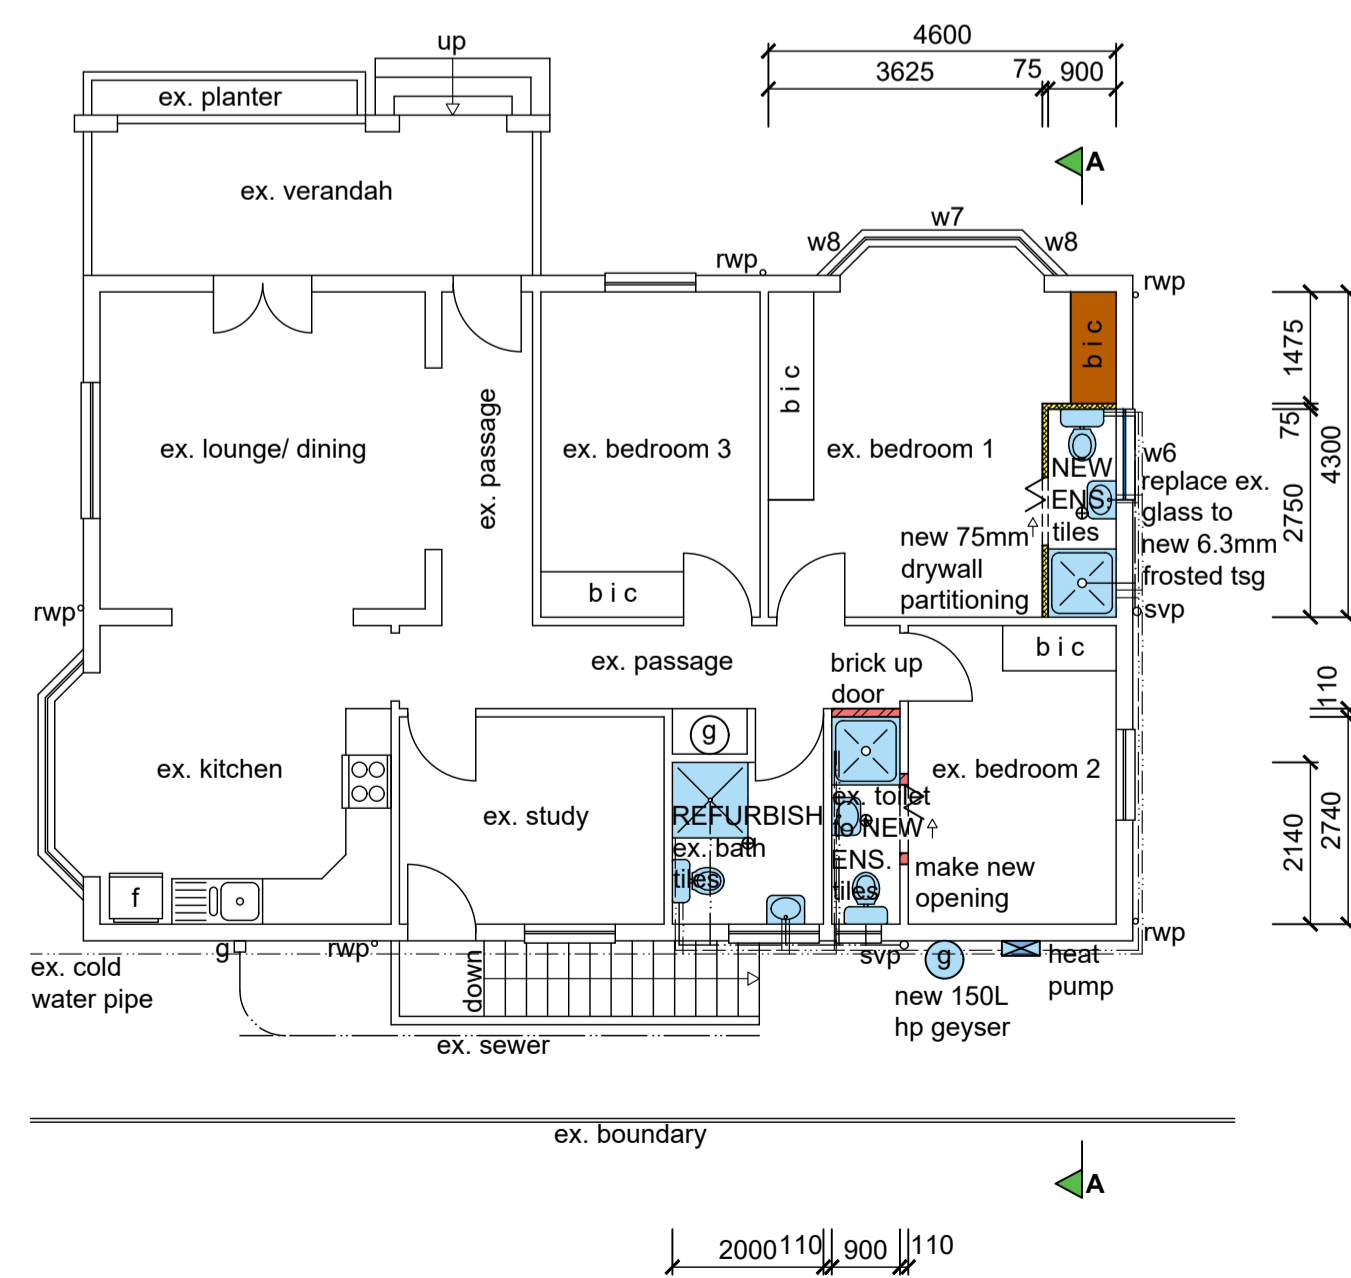 up
4600
3625
75
900
ex. planter
A
ex. verandah
w7
w8
w8
rwp
rwp
b i c
b i c
1475
75
4300
2750
ex. lounge/ dining
ex. passage
ex. bedroom 3
ex. bedroom 1
w6
replace ex.
glass to
new 6.3mm
frosted tsg
NEW
ENS.
tiles
new 75mm
drywall
partitioning
b i c
rwp
svp
ex. passage
brick up
door
b i c
110
g
ex. kitchen
ex. study
REFURBISH
ex. bath
tiles
ex. toilet
to NEW
ENS.
tiles
ex. bedroom 2
make new
opening
2140
2740
f
g
rwp
down
svp
g
heat
pump
rwp
ex. cold
water pipe
new 150L
hp geyser
ex. sewer
ex. boundary
A
2000
110
900
110